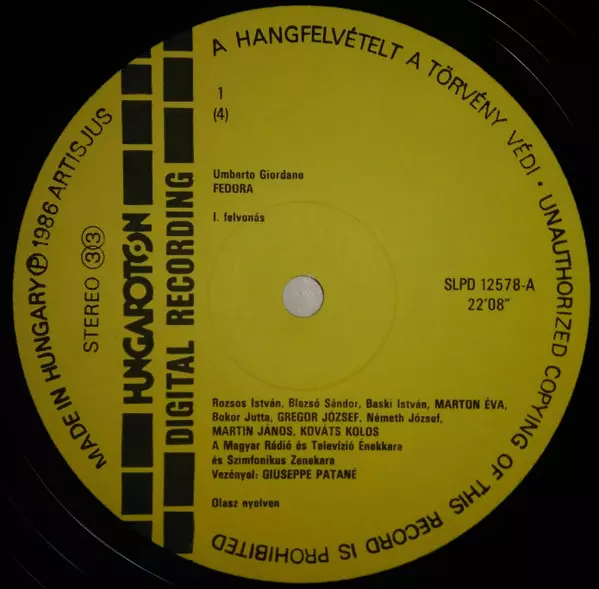 A HANGFELVÉTELT A TÖRVÉNY VÉDI · UNAUTHORIZED COPYING OF THIS RECORD IS PROHIBITED
MADE IN HUNGARY Ⓟ 1986 ARTISJUS
STEREO 33
HUNGAROTON
DIGITAL RECORDING
1
(4)
Umberto Giordano
FEDORA
I. felvonás
SLPD 12578-A
22'08"
Rozsos István, Blazsó Sándor, Baski István, MARTON ÉVA,
Bokor Jutta, GREGOR JÓZSEF, Németh József,
MARTIN JÁNOS, KOVÁTS KOLOS
A Magyar Rádió és Televízió Énekkara
és Szimfonikus Zenekara
Vezényel: GIUSEPPE PATANÉ
Olasz nyelven